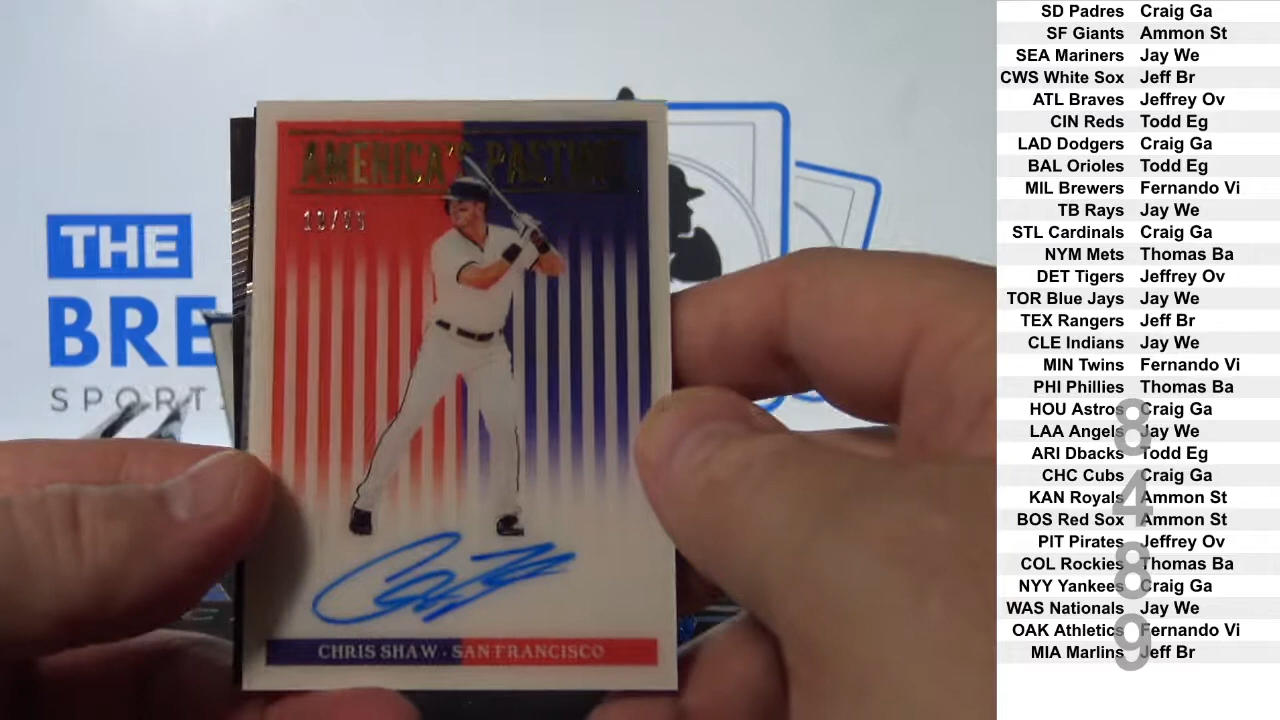 THE
BRE
SPORT
AMERICA'S PASTIME
CHRIS SHAW · SAN FRANCISCO
SD Padres Craig Ga
SF Giants Ammon St
SEA Mariners Jay We
CWS White Sox Jeff Br
ATL Braves Jeffrey Ov
CIN Reds Todd Eg
LAD Dodgers Craig Ga
BAL Orioles Todd Eg
MIL Brewers Fernando Vi
TB Rays Jay We
STL Cardinals Craig Ga
NYM Mets Thomas Ba
DET Tigers Jeffrey Ov
TOR Blue Jays Jay We
TEX Rangers Jeff Br
CLE Indians Jay We
MIN Twins Fernando Vi
PHI Phillies Thomas Ba
HOU Astros Craig Ga
LAA Angels Jay We
ARI Dbacks Todd Eg
CHC Cubs Craig Ga
KAN Royals Ammon St
BOS Red Sox Ammon St
PIT Pirates Jeffrey Ov
COL Rockies Thomas Ba
NYY Yankees Craig Ga
WAS Nationals Jay We
OAK Athletics Fernando Vi
MIA Marlins Jeff Br
8
4
8
9